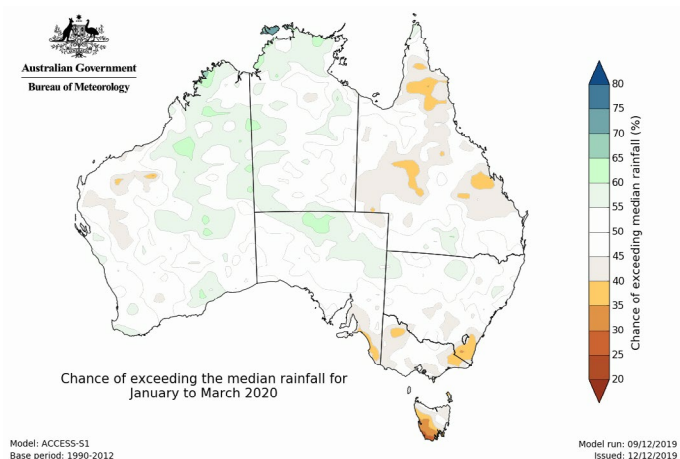 Australian Government
Bureau of Meteorology
80
75
70
65
60
55
50
45
40
35
30
25
20
Chance of exceeding median rainfall (%)
Chance of exceeding the median rainfall for
January to March 2020
Model: ACCESS-S1
Base period: 1990-2012
Model run: 09/12/2019
Issued: 12/12/2019